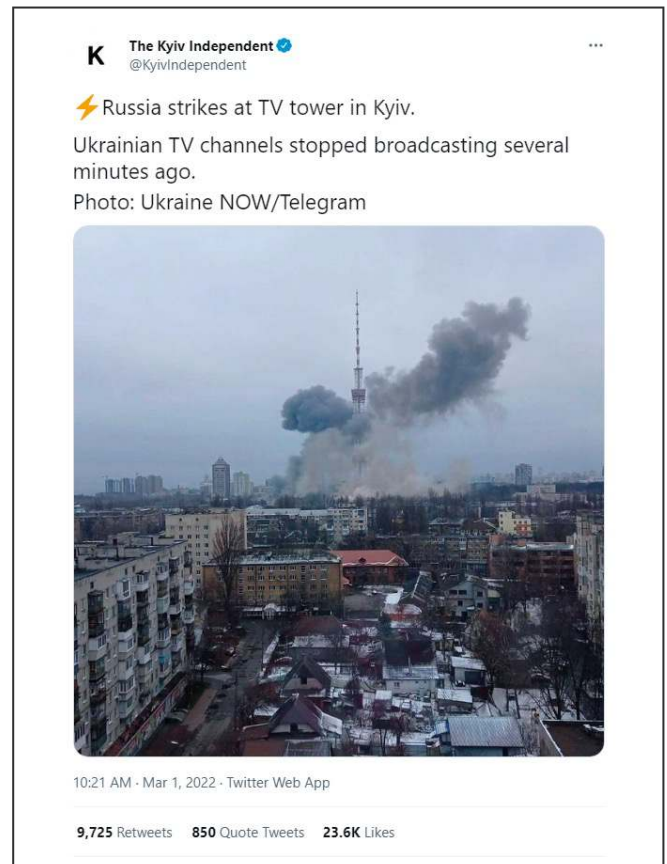 K
The Kyiv Independent
@KyivIndependent
⚡Russia strikes at TV tower in Kyiv.
Ukrainian TV channels stopped broadcasting several
minutes ago.
Photo: Ukraine NOW/Telegram
10:21 AM · Mar 1, 2022 · Twitter Web App
9,725 Retweets 850 Quote Tweets 23.6K Likes